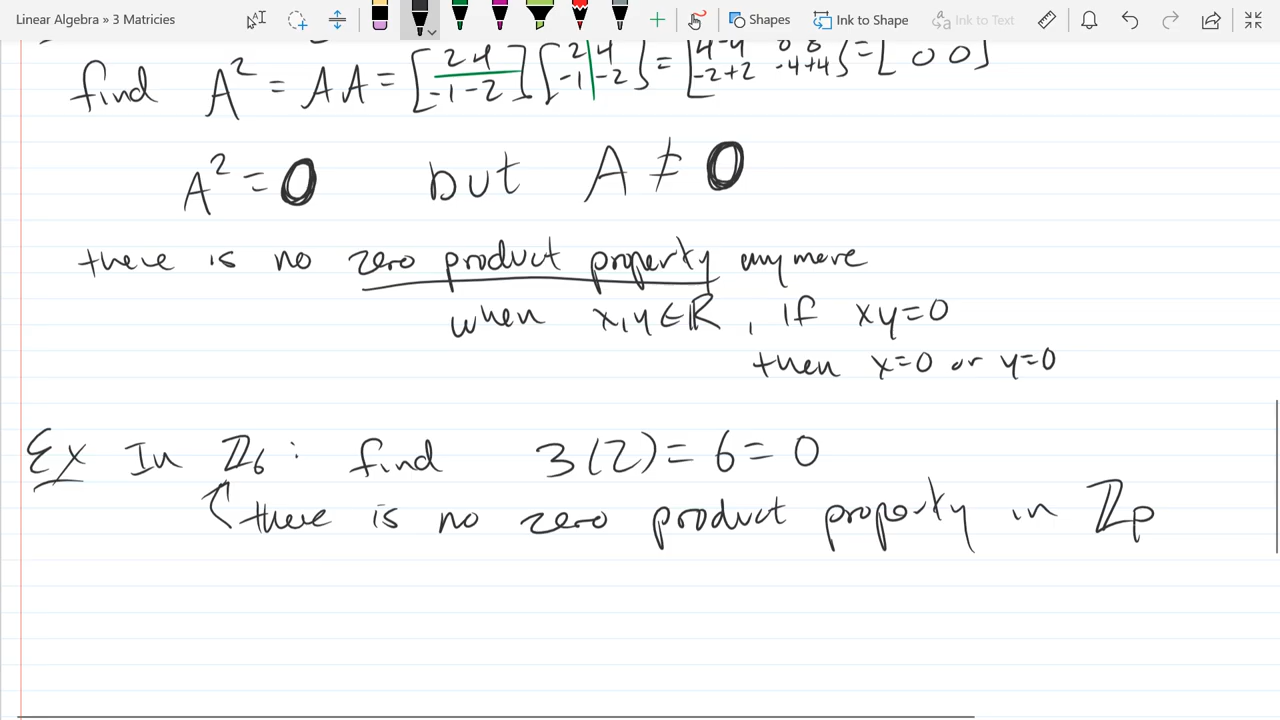 Linear Algebra » 3 Matricies
Shapes
Ink to Shape
Ink to Text
find A² = AA = [2 4 -1 -2] [2 4 -1 -2] = [4-4 8-8 -2+2 -4+4] = [0 0]
A² = 0 but A ≠ 0
there is no zero product property anymore
when x,y ∈ ℝ, if xy=0
then x=0 or y=0
Ex In ℤ₆: find 3(2) = 6 = 0
there is no zero product property in ℤp